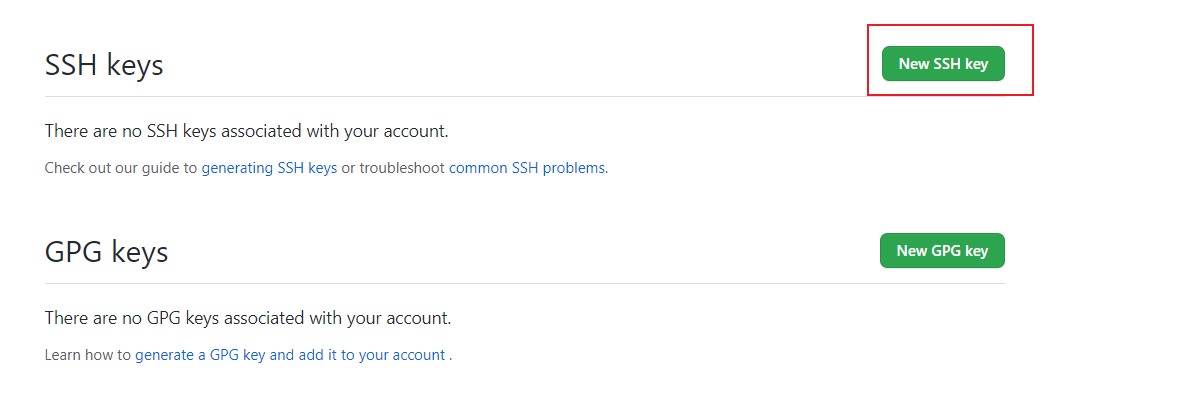 SSH keys
New SSH key
There are no SSH keys associated with your account.
Check out our guide to generating SSH keys or troubleshoot common SSH problems.
GPG keys
New GPG key
There are no GPG keys associated with your account.
Learn how to generate a GPG key and add it to your account .